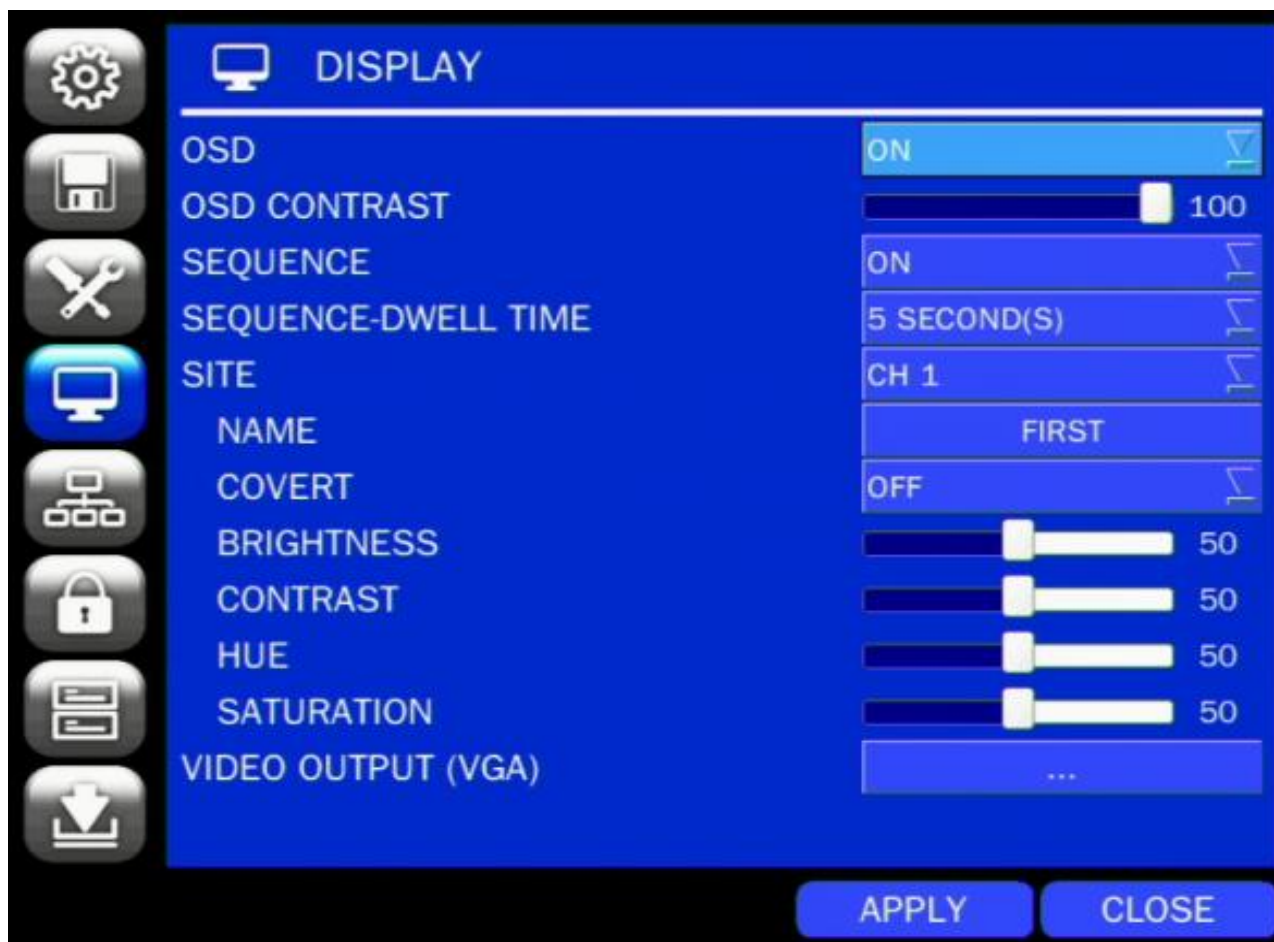 DISPLAY
OSD ON
OSD CONTRAST 100
SEQUENCE ON
SEQUENCE-DWELL TIME 5 SECOND(S)
SITE CH 1
NAME FIRST
COVERT OFF
BRIGHTNESS 50
CONTRAST 50
HUE 50
SATURATION 50
VIDEO OUTPUT (VGA) ...
APPLY CLOSE